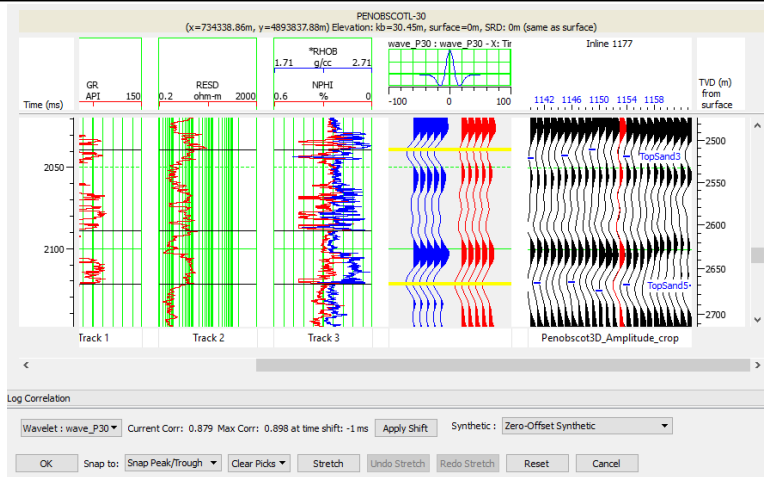 PENOBSCOTL-30
(x=734338.86m, y=4893837.88m) Elevation: kb=30.45m, surface=0m, SRD: 0m (same as surface)
*RHOB
1.71 g/cc 2.71
wave_P30 : wave_P30 - X: Tir
Inline 1177
GR
API 150
RESD
0.2 ohm-m 2000
NPHI
0.6 % 0
-100 0 100
1142 1146 1150 1154 1158
TVD (m)
from
surface
Time (ms)
2500
TopSand3
2050
2550
2600
2100
2650
TopSand5
2700
Track 1
Track 2
Track 3
Penobscot3D_Amplitude_crop
Log Correlation
Wavelet : wave_P30 Current Corr: 0.879 Max Corr: 0.898 at time shift: -1 ms Apply Shift Synthetic : Zero-Offset Synthetic
OK Snap to: Snap Peak/Trough Clear Picks Stretch Undo Stretch Redo Stretch Reset Cancel